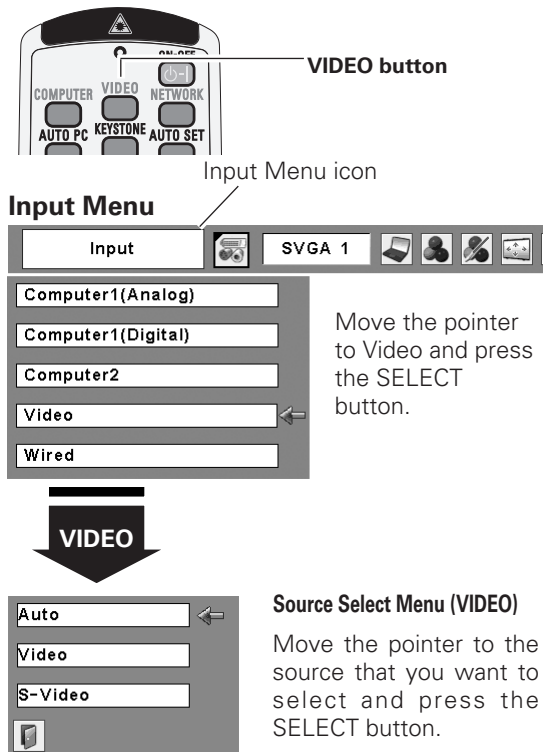 ON-OFF
VIDEO button
COMPUTER VIDEO NETWORK
AUTO PC KEYSTONE AUTO SET
Input Menu icon
Input Menu
Input SVGA 1
Computer1(Analog)
Computer1(Digital)
Computer2
Video
Wired
Move the pointer
to Video and press
the SELECT
button.
VIDEO
Auto
Video
S-Video
Source Select Menu (VIDEO)
Move the pointer to the
source that you want to
select and press the
SELECT button.